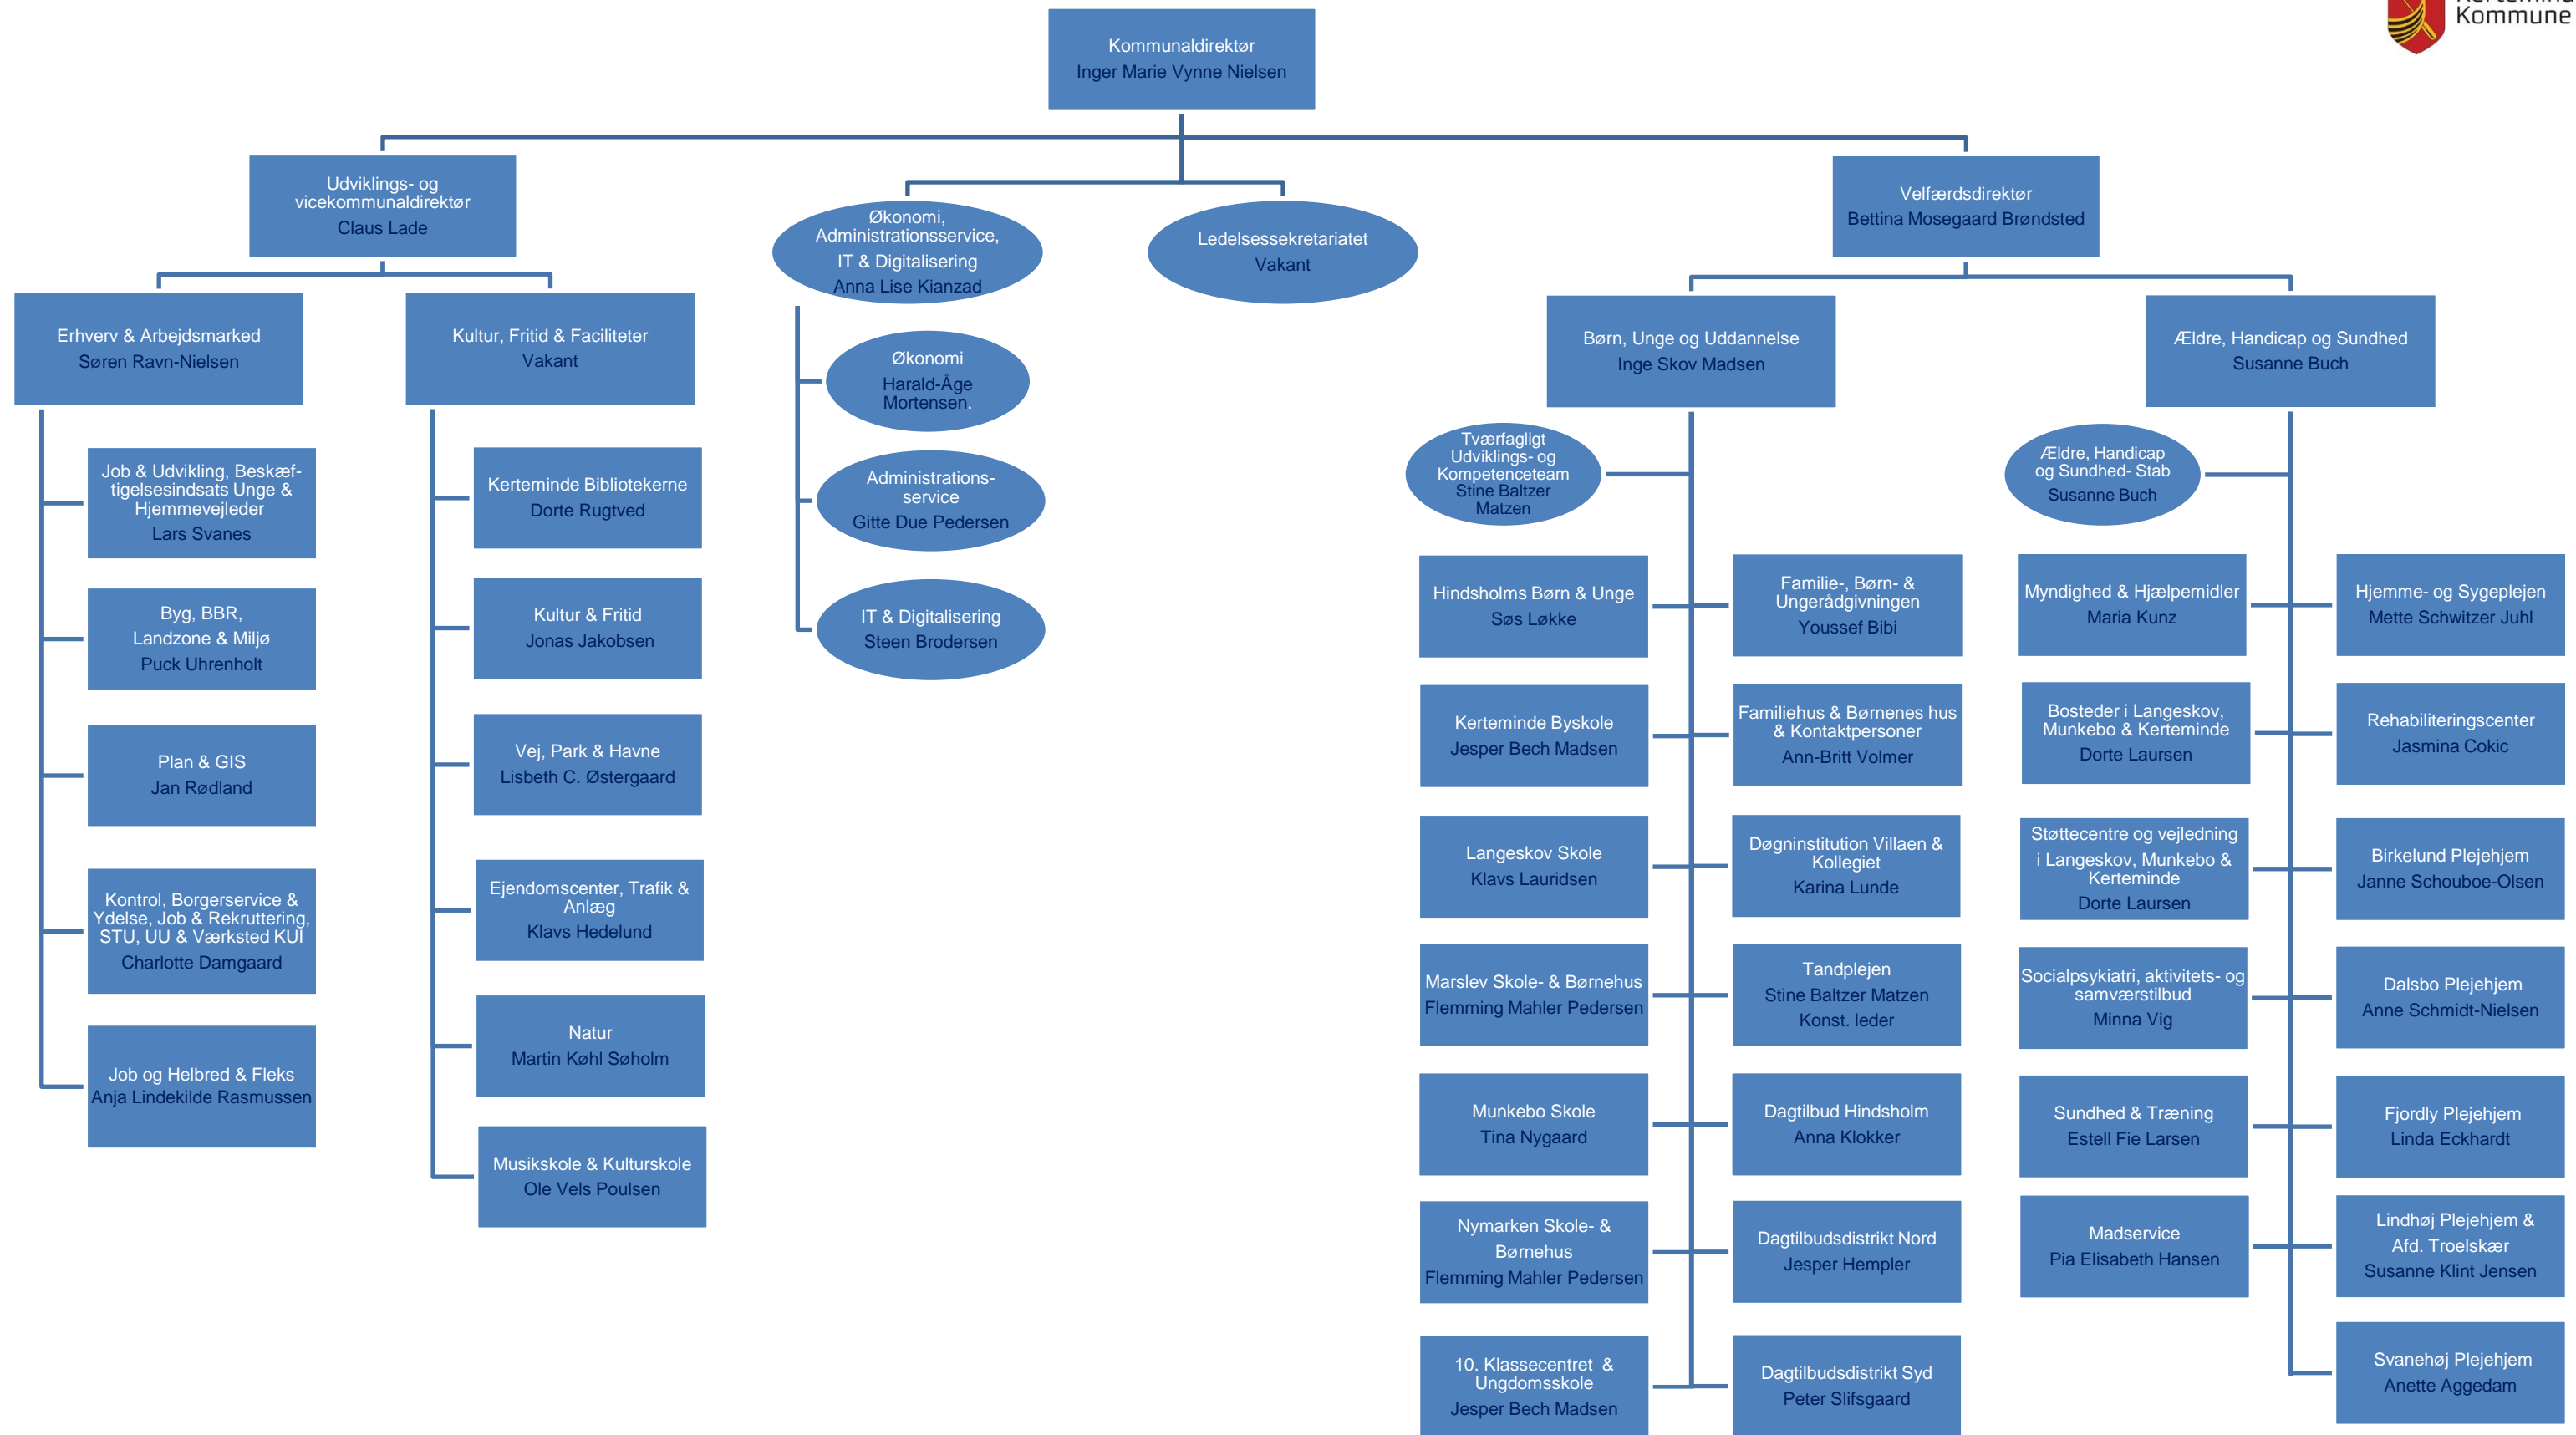 Kommune
Kommunaldirektør
Inger Marie Vynne Nielsen
Udviklings- og
vicekommunaldirektør
Claus Lade
Økonomi,
Administrationsservice,
IT & Digitalisering
Anna Lise Kianzad
Ledelsessekretariatet
Vakant
Velfærdsdirektør
Bettina Mosegaard Brøndsted
Erhverv & Arbejdsmarked
Søren Ravn-Nielsen
Job & Udvikling, Beskæf-
tigelsesindsats Unge &
Hjemmevejleder
Lars Svanes
Byg, BBR,
Landzone & Miljø
Puck Uhrenholt
Plan & GIS
Jan Rødland
Kontrol, Borgerservice &
Ydelse, Job & Rekruttering,
STU, UU & Værksted KUI
Charlotte Damgaard
Job og Helbred & Fleks
Anja Lindekilde Rasmussen
Kultur, Fritid & Faciliteter
Vakant
Kerteminde Bibliotekerne
Dorte Rugtved
Kultur & Fritid
Jonas Jakobsen
Vej, Park & Havne
Lisbeth C. Østergaard
Ejendomscenter, Trafik &
Anlæg
Klavs Hedelund
Natur
Martin Køhl Søholm
Musikskole & Kulturskole
Ole Vels Poulsen
Økonomi
Harald-Åge
Mortensen.
Administrations-
service
Gitte Due Pedersen
IT & Digitalisering
Steen Brodersen
Børn, Unge og Uddannelse
Inge Skov Madsen
Tværfagligt
Udviklings- og
Kompetenceteam
Stine Baltzer
Matzen
Hindsholms Børn & Unge
Søs Løkke
Kerteminde Byskole
Jesper Bech Madsen
Langeskov Skole
Klavs Lauridsen
Marslev Skole- & Børnehus
Flemming Mahler Pedersen
Munkebo Skole
Tina Nygaard
Nymarken Skole- &
Børnehus
Flemming Mahler Pedersen
10. Klassecentret &
Ungdomsskole
Jesper Bech Madsen
Familie-, Børn- &
Ungerådgivningen
Youssef Bibi
Familiehus & Børnenes hus
& Kontaktpersoner
Ann-Britt Volmer
Døgninstitution Villaen &
Kollegiet
Karina Lunde
Tandplejen
Stine Baltzer Matzen
Konst. leder
Dagtilbud Hindsholm
Anna Klokker
Dagtilbudsdistrikt Nord
Jesper Hempler
Dagtilbudsdistrikt Syd
Peter Slifsgaard
Ældre, Handicap og Sundhed
Susanne Buch
Ældre, Handicap
og Sundhed- Stab
Susanne Buch
Myndighed & Hjælpemidler
Maria Kunz
Bosteder i Langeskov,
Munkebo & Kerteminde
Dorte Laursen
Støttecentre og vejledning
i Langeskov, Munkebo &
Kerteminde
Dorte Laursen
Socialpsykiatri, aktivitets- og
samværstilbud
Minna Vig
Sundhed & Træning
Estell Fie Larsen
Madservice
Pia Elisabeth Hansen
Hjemme- og Sygeplejen
Mette Schwitzer Juhl
Rehabiliteringscenter
Jasmina Cokic
Birkelund Plejehjem
Janne Schouboe-Olsen
Dalsbo Plejehjem
Anne Schmidt-Nielsen
Fjordly Plejehjem
Linda Eckhardt
Lindhøj Plejehjem &
Afd. Troelskær
Susanne Klint Jensen
Svanehøj Plejehjem
Anette Aggedam